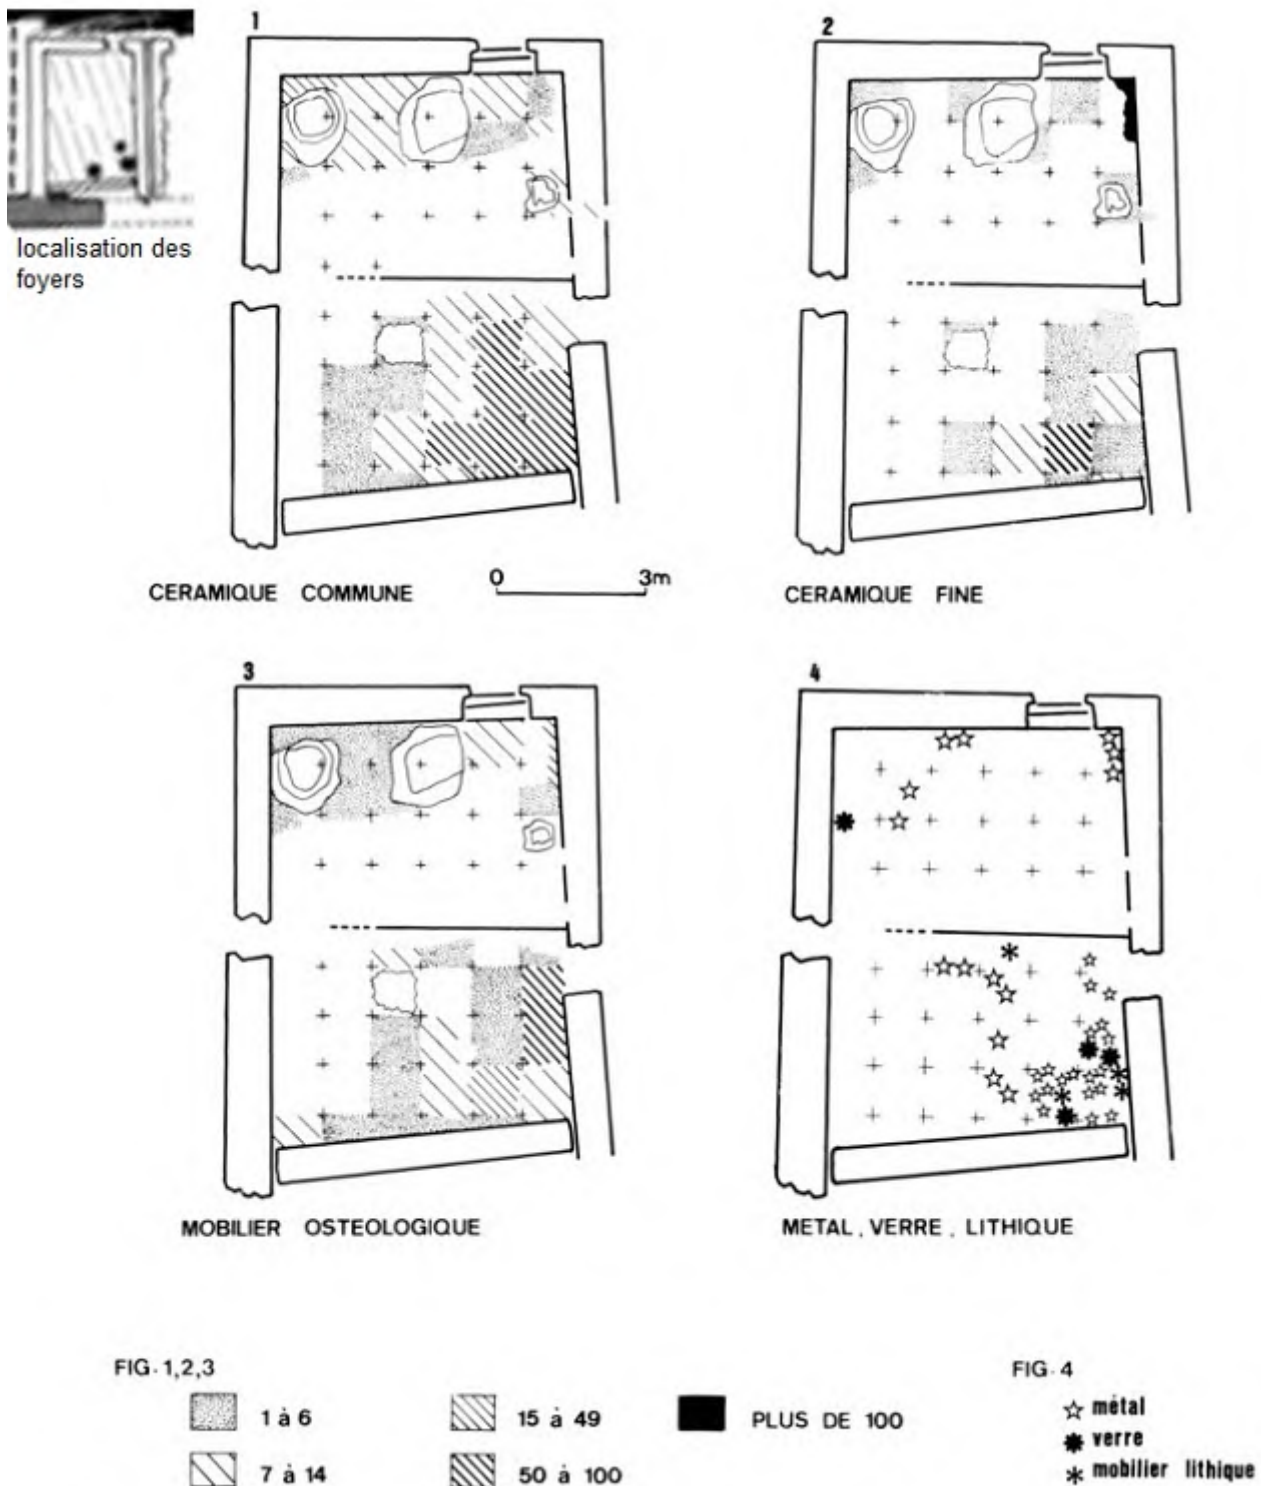 1
2
localisation des
foyers
CERAMIQUE COMMUNE
0 3m
CERAMIQUE FINE
3
4
MOBILIER OSTEOLOGIQUE
METAL, VERRE, LITHIQUE
FIG. 1,2,3
FIG. 4
1 à 6
15 à 49
PLUS DE 100
7 à 14
50 à 100
métal
verre
mobilier lithique